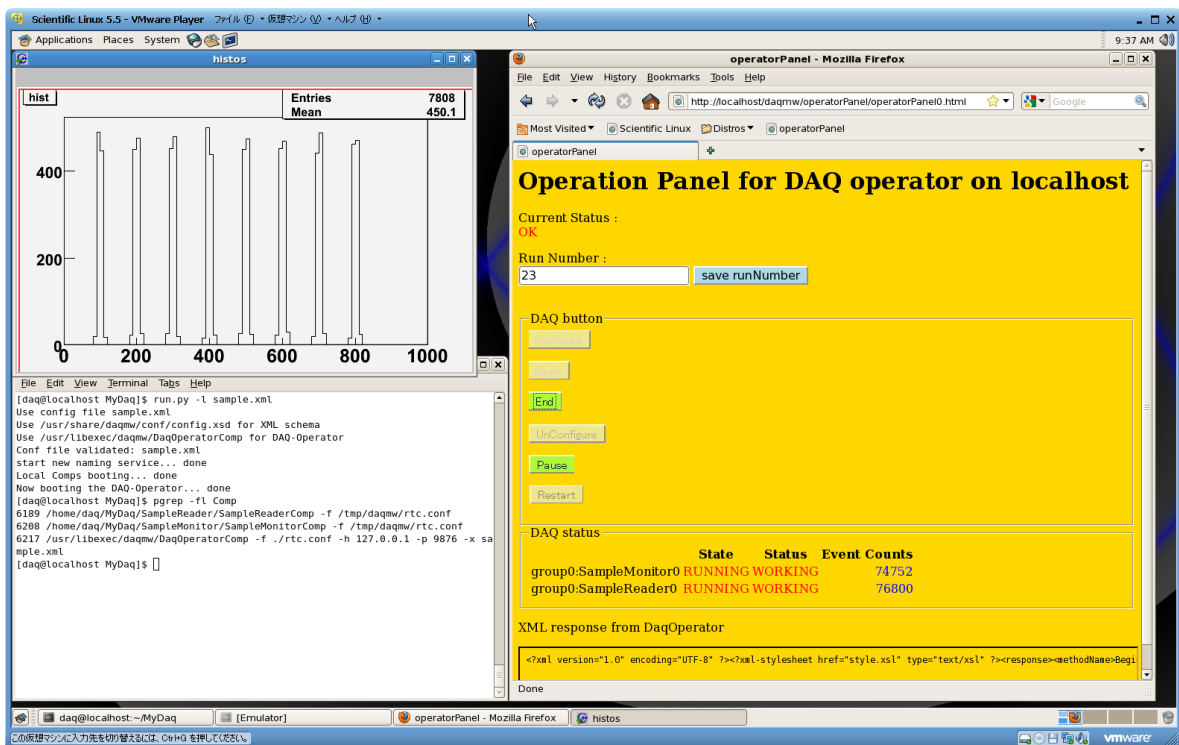 Scientific Linux 5.5 - VMware Player ファイル (F) ▾ 仮想マシン (V) ▾ ヘルプ (H) ▾
Applications Places System 9:37 AM
histos
hist
Entries 7808
Mean 450.1
400
200
0
0 200 400 600 800 1000
File Edit View Terminal Tabs Help
[daq@localhost MyDaq]$ run.py -l sample.xml
Use config file sample.xml
Use /usr/share/daqmw/conf/config.xsd for XML schema
Use /usr/libexec/daqmw/DaqOperatorComp for DAQ-Operator
Conf file validated: sample.xml
start new naming service... done
Local Comps booting... done
Now booting the DAQ-Operator... done
[daq@localhost MyDaq]$ pgrep -fl Comp
6189 /home/daq/MyDaq/SampleReader/SampleReaderComp -f /tmp/daqmw/rtc.conf
6208 /home/daq/MyDaq/SampleMonitor/SampleMonitorComp -f /tmp/daqmw/rtc.conf
6217 /usr/libexec/daqmw/DaqOperatorComp -f ./rtc.conf -h 127.0.0.1 -p 9876 -x sa
mple.xml
[daq@localhost MyDaq]$
operatorPanel - Mozilla Firefox
File Edit View History Bookmarks Tools Help
http://localhost/daqmw/operatorPanel/operatorPanel0.html Google
Most Visited Scientific Linux Distros operatorPanel
operatorPanel
Operation Panel for DAQ operator on localhost
Current Status :
OK
Run Number :
23 save runNumber
DAQ button
Configure
Begin
End
UnConfigure
Pause
Restart
DAQ status
State Status Event Counts
group0:SampleMonitor0 RUNNING WORKING 74752
group0:SampleReader0 RUNNING WORKING 76800
XML response from DaqOperator
<?xml version="1.0" encoding="UTF-8" ?><?xml-stylesheet href="style.xsl" type="text/xsl" ?><response><methodName>Begi
Done
daq@localhost:~/MyDaq [Emulator] operatorPanel - Mozilla Firefox histos
この仮想マシンに入力先を切り替えるには、Ctrl+G を押してください。 vmware